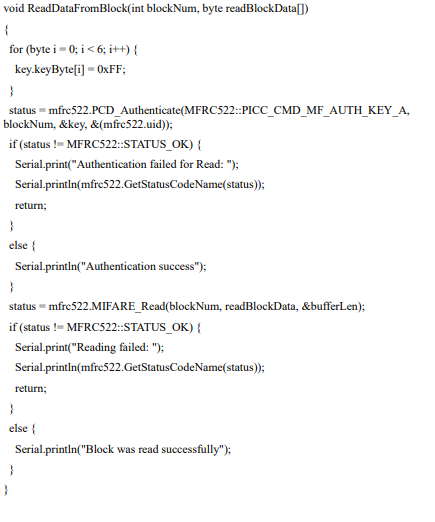 void ReadDataFromBlock(int blockNum, byte readBlockData[])
{
for (byte i = 0; i < 6; i++) {
key.keyByte[i] = 0xFF;
}
status = mfrc522.PCD_Authenticate(MFRC522::PICC_CMD_MF_AUTH_KEY_A,
blockNum, &key, &(mfrc522.uid));
if (status != MFRC522::STATUS_OK) {
Serial.print("Authentication failed for Read: ");
Serial.println(mfrc522.GetStatusCodeName(status));
return;
}
else {
Serial.println("Authentication success");
}
status = mfrc522.MIFARE_Read(blockNum, readBlockData, &bufferLen);
if (status != MFRC522::STATUS_OK) {
Serial.print("Reading failed: ");
Serial.println(mfrc522.GetStatusCodeName(status));
return;
}
else {
Serial.println("Block was read successfully");
}
}